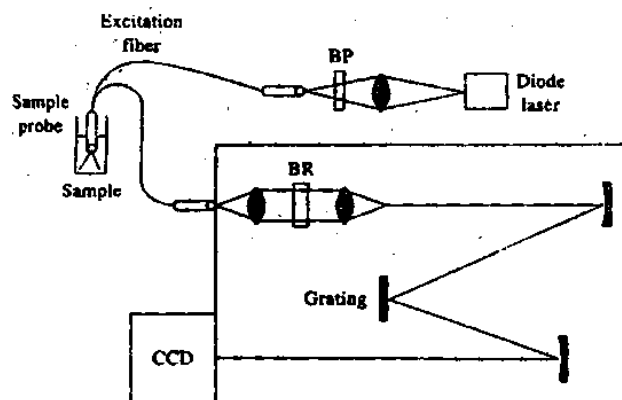 Excitation
fiber
BP
Diode
laser
Sample
probe
Sample
BR
Grating
CCD